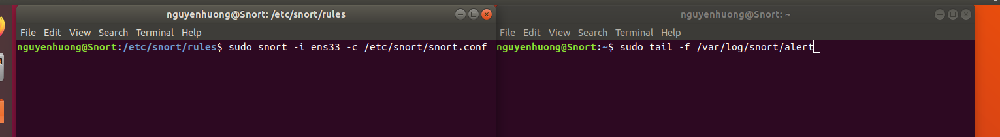 nguyenhuong@Snort: /etc/snort/rules
File Edit View Search Terminal Help
nguyenhuong@Snort:/etc/snort/rules$ sudo snort -i ens33 -c /etc/snort/snort.conf
nguyenhuong@Snort: ~
File Edit View Search Terminal Help
nguyenhuong@Snort:~$ sudo tail -f /var/log/snort/alert